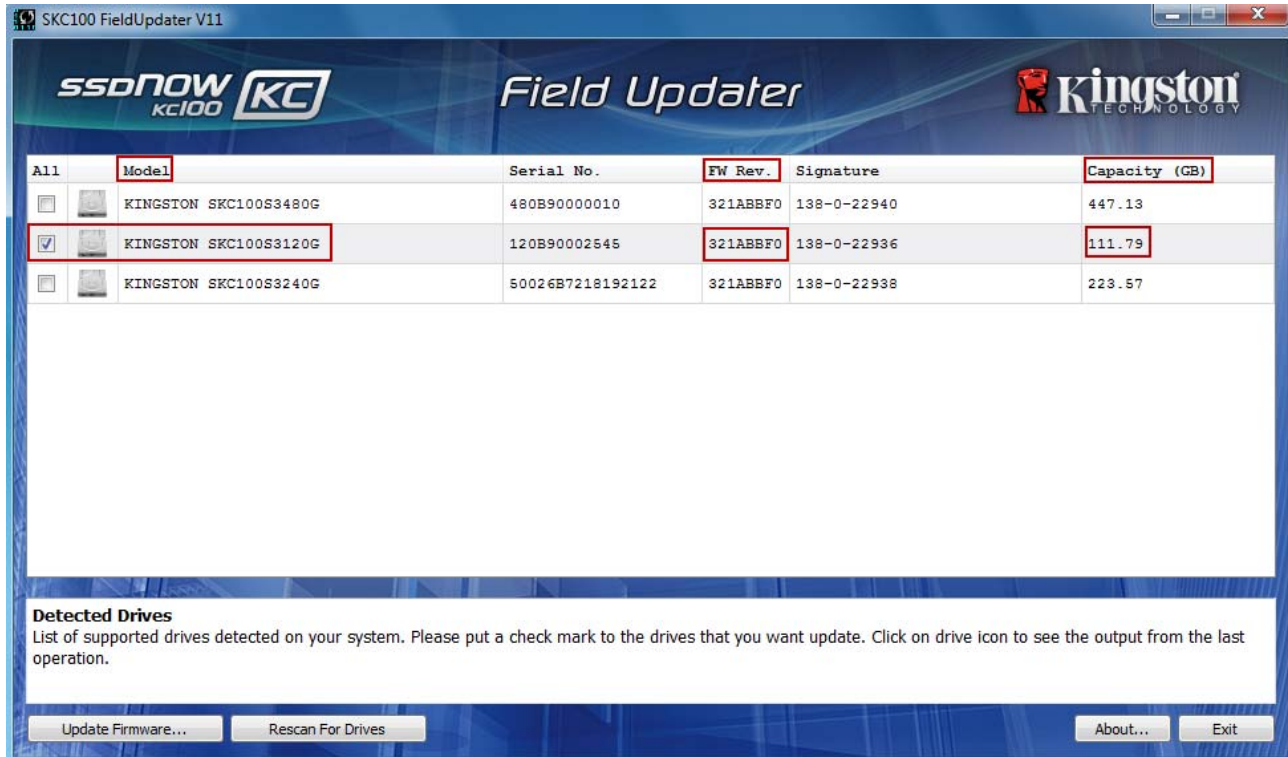 SKC100 FieldUpdater V11
ssDnow KC100 KC
Field Updater
Kingston
TECHNOLOGY
All Model Serial No. FW Rev. Signature Capacity (GB)
KINGSTON SKC100S3480G 480B90000010 321ABBF0 138-0-22940 447.13
KINGSTON SKC100S3120G 120B90002545 321ABBF0 138-0-22936 111.79
KINGSTON SKC100S3240G 50026B7218192122 321ABBF0 138-0-22938 223.57
Detected Drives
List of supported drives detected on your system. Please put a check mark to the drives that you want update. Click on drive icon to see the output from the last
operation.
Update Firmware... Rescan For Drives About... Exit